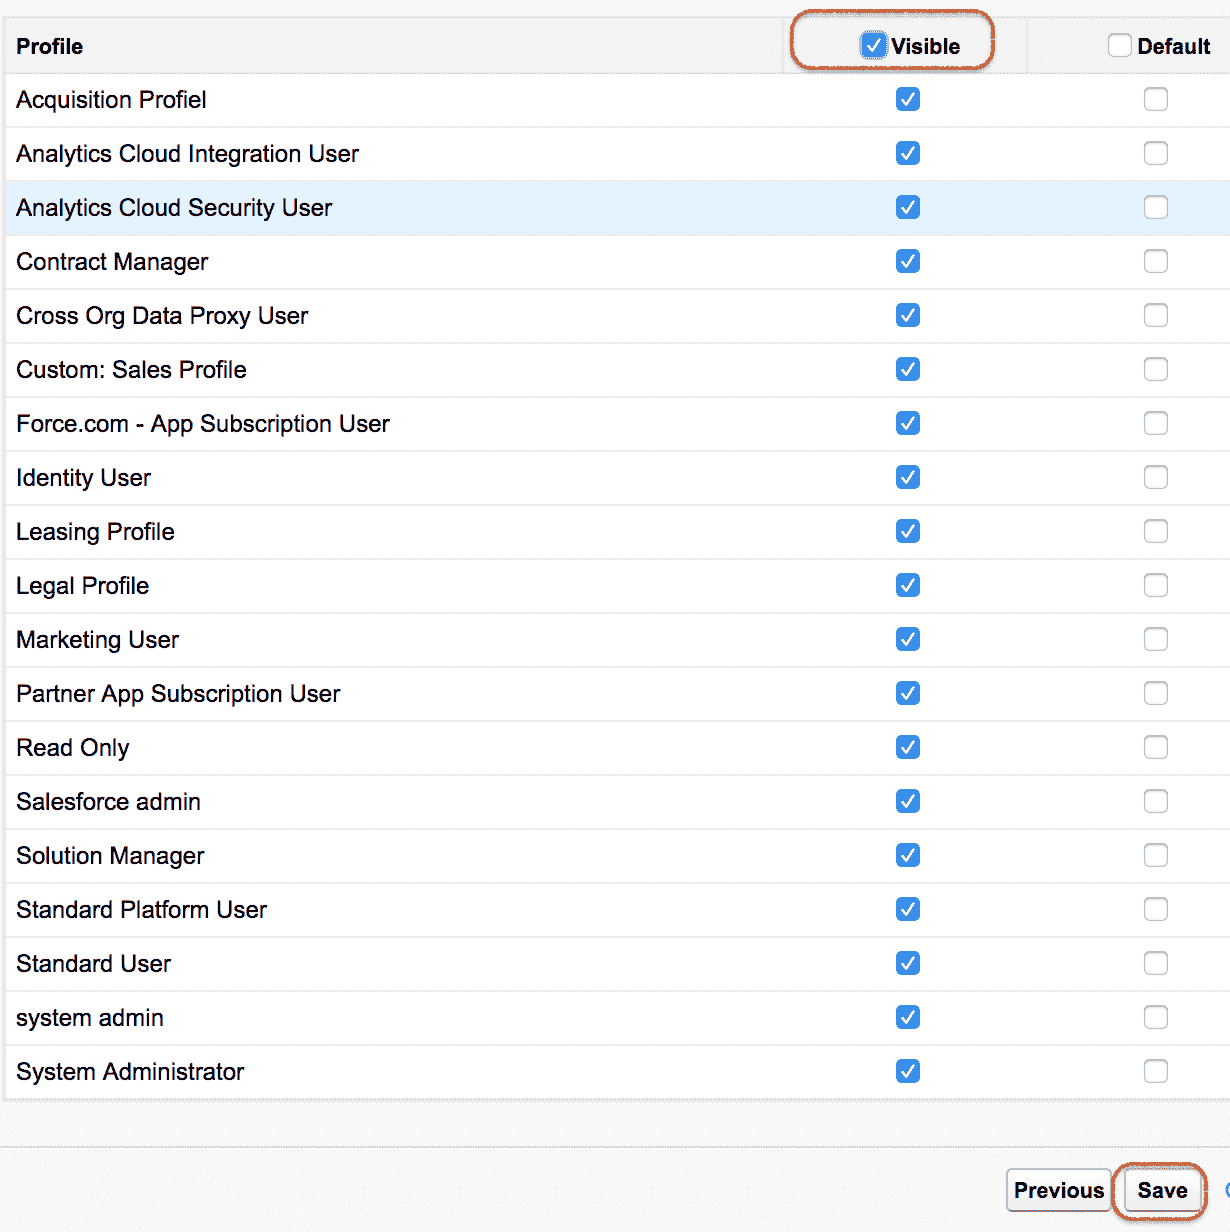 Profile Visible Default
Acquisition Profiel
Analytics Cloud Integration User
Analytics Cloud Security User
Contract Manager
Cross Org Data Proxy User
Custom: Sales Profile
Force.com - App Subscription User
Identity User
Leasing Profile
Legal Profile
Marketing User
Partner App Subscription User
Read Only
Salesforce admin
Solution Manager
Standard Platform User
Standard User
system admin
System Administrator
Previous Save